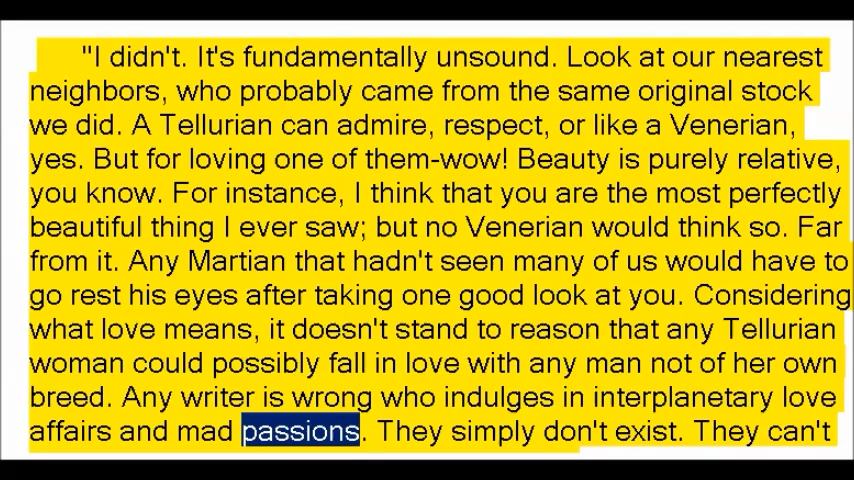 "I didn't. It's fundamentally unsound. Look at our nearest
neighbors, who probably came from the same original stock
we did. A Tellurian can admire, respect, or like a Venerian,
yes. But for loving one of them-wow! Beauty is purely relative,
you know. For instance, I think that you are the most perfectly
beautiful thing I ever saw; but no Venerian would think so. Far
from it. Any Martian that hadn't seen many of us would have to
go rest his eyes after taking one good look at you. Considering
what love means, it doesn't stand to reason that any Tellurian
woman could possibly fall in love with any man not of her own
breed. Any writer is wrong who indulges in interplanetary love
affairs and mad passions. They simply don't exist. They can't